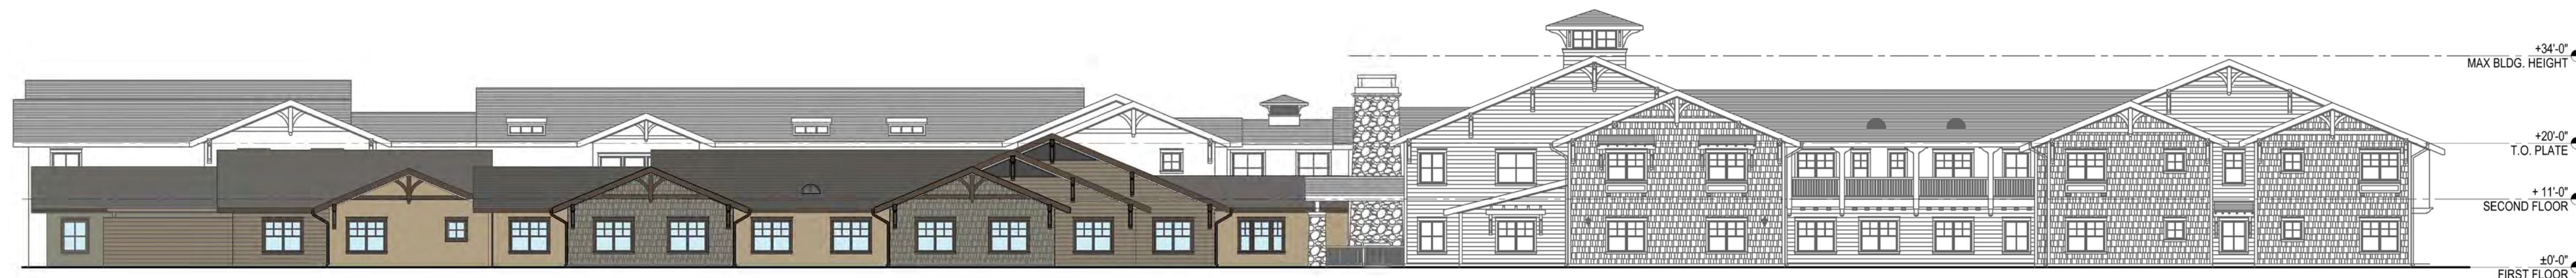 +34'-0"
MAX BLDG. HEIGHT
+20'-0"
T.O. PLATE
+ 11'-0"
SECOND FLOOR
±0'-0"
FIRST FLOOR